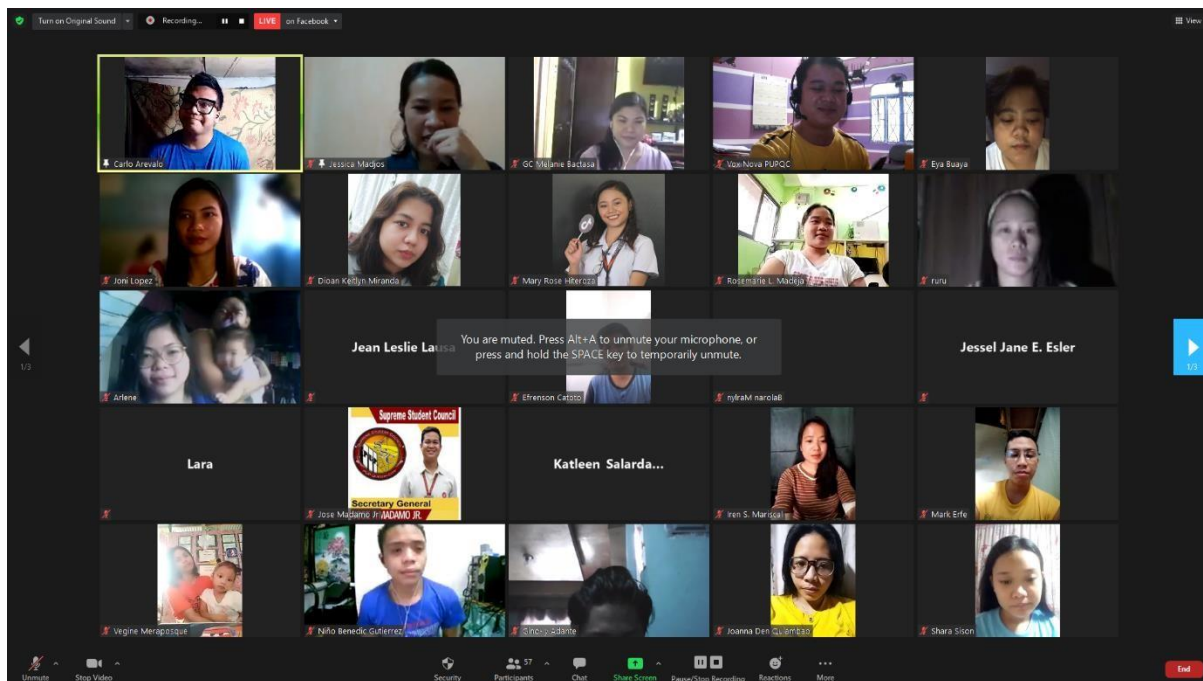 Turn on Original Sound
Recording...
LIVE on Facebook
View
Carlo Arevalo
Jessica Madjos
GC Melanie Bactasa
Vox Nova PUPQC
Eya Buaya
Joni Lopez
Dioan Keitlyn Miranda
Mary Rose Hiteroza
Rosemarie L. Madeja
ruru
You are muted. Press Alt+A to unmute your microphone, or
press and hold the SPACE key to temporarily unmute.
Jean Leslie Lausa
Jessel Jane E. Esler
1/3
1/3
Arlene
Efrenson Catoto
nylraM narolaB
Supreme Student Council
Lara
Katleen Salarda...
Secretary General
MADAMO JR.
Jose Madamo Jr
Iren S. Mariscal
Mark Erfe
Vegine Meraposque
Niño Benedic Gutierrez
Adante
Joanna Den Quiambao
Shara Sison
Unmute
Stop Video
Security
57
Participants
Chat
Share Screen
Pause/Stop Recording
Reactions
More
End